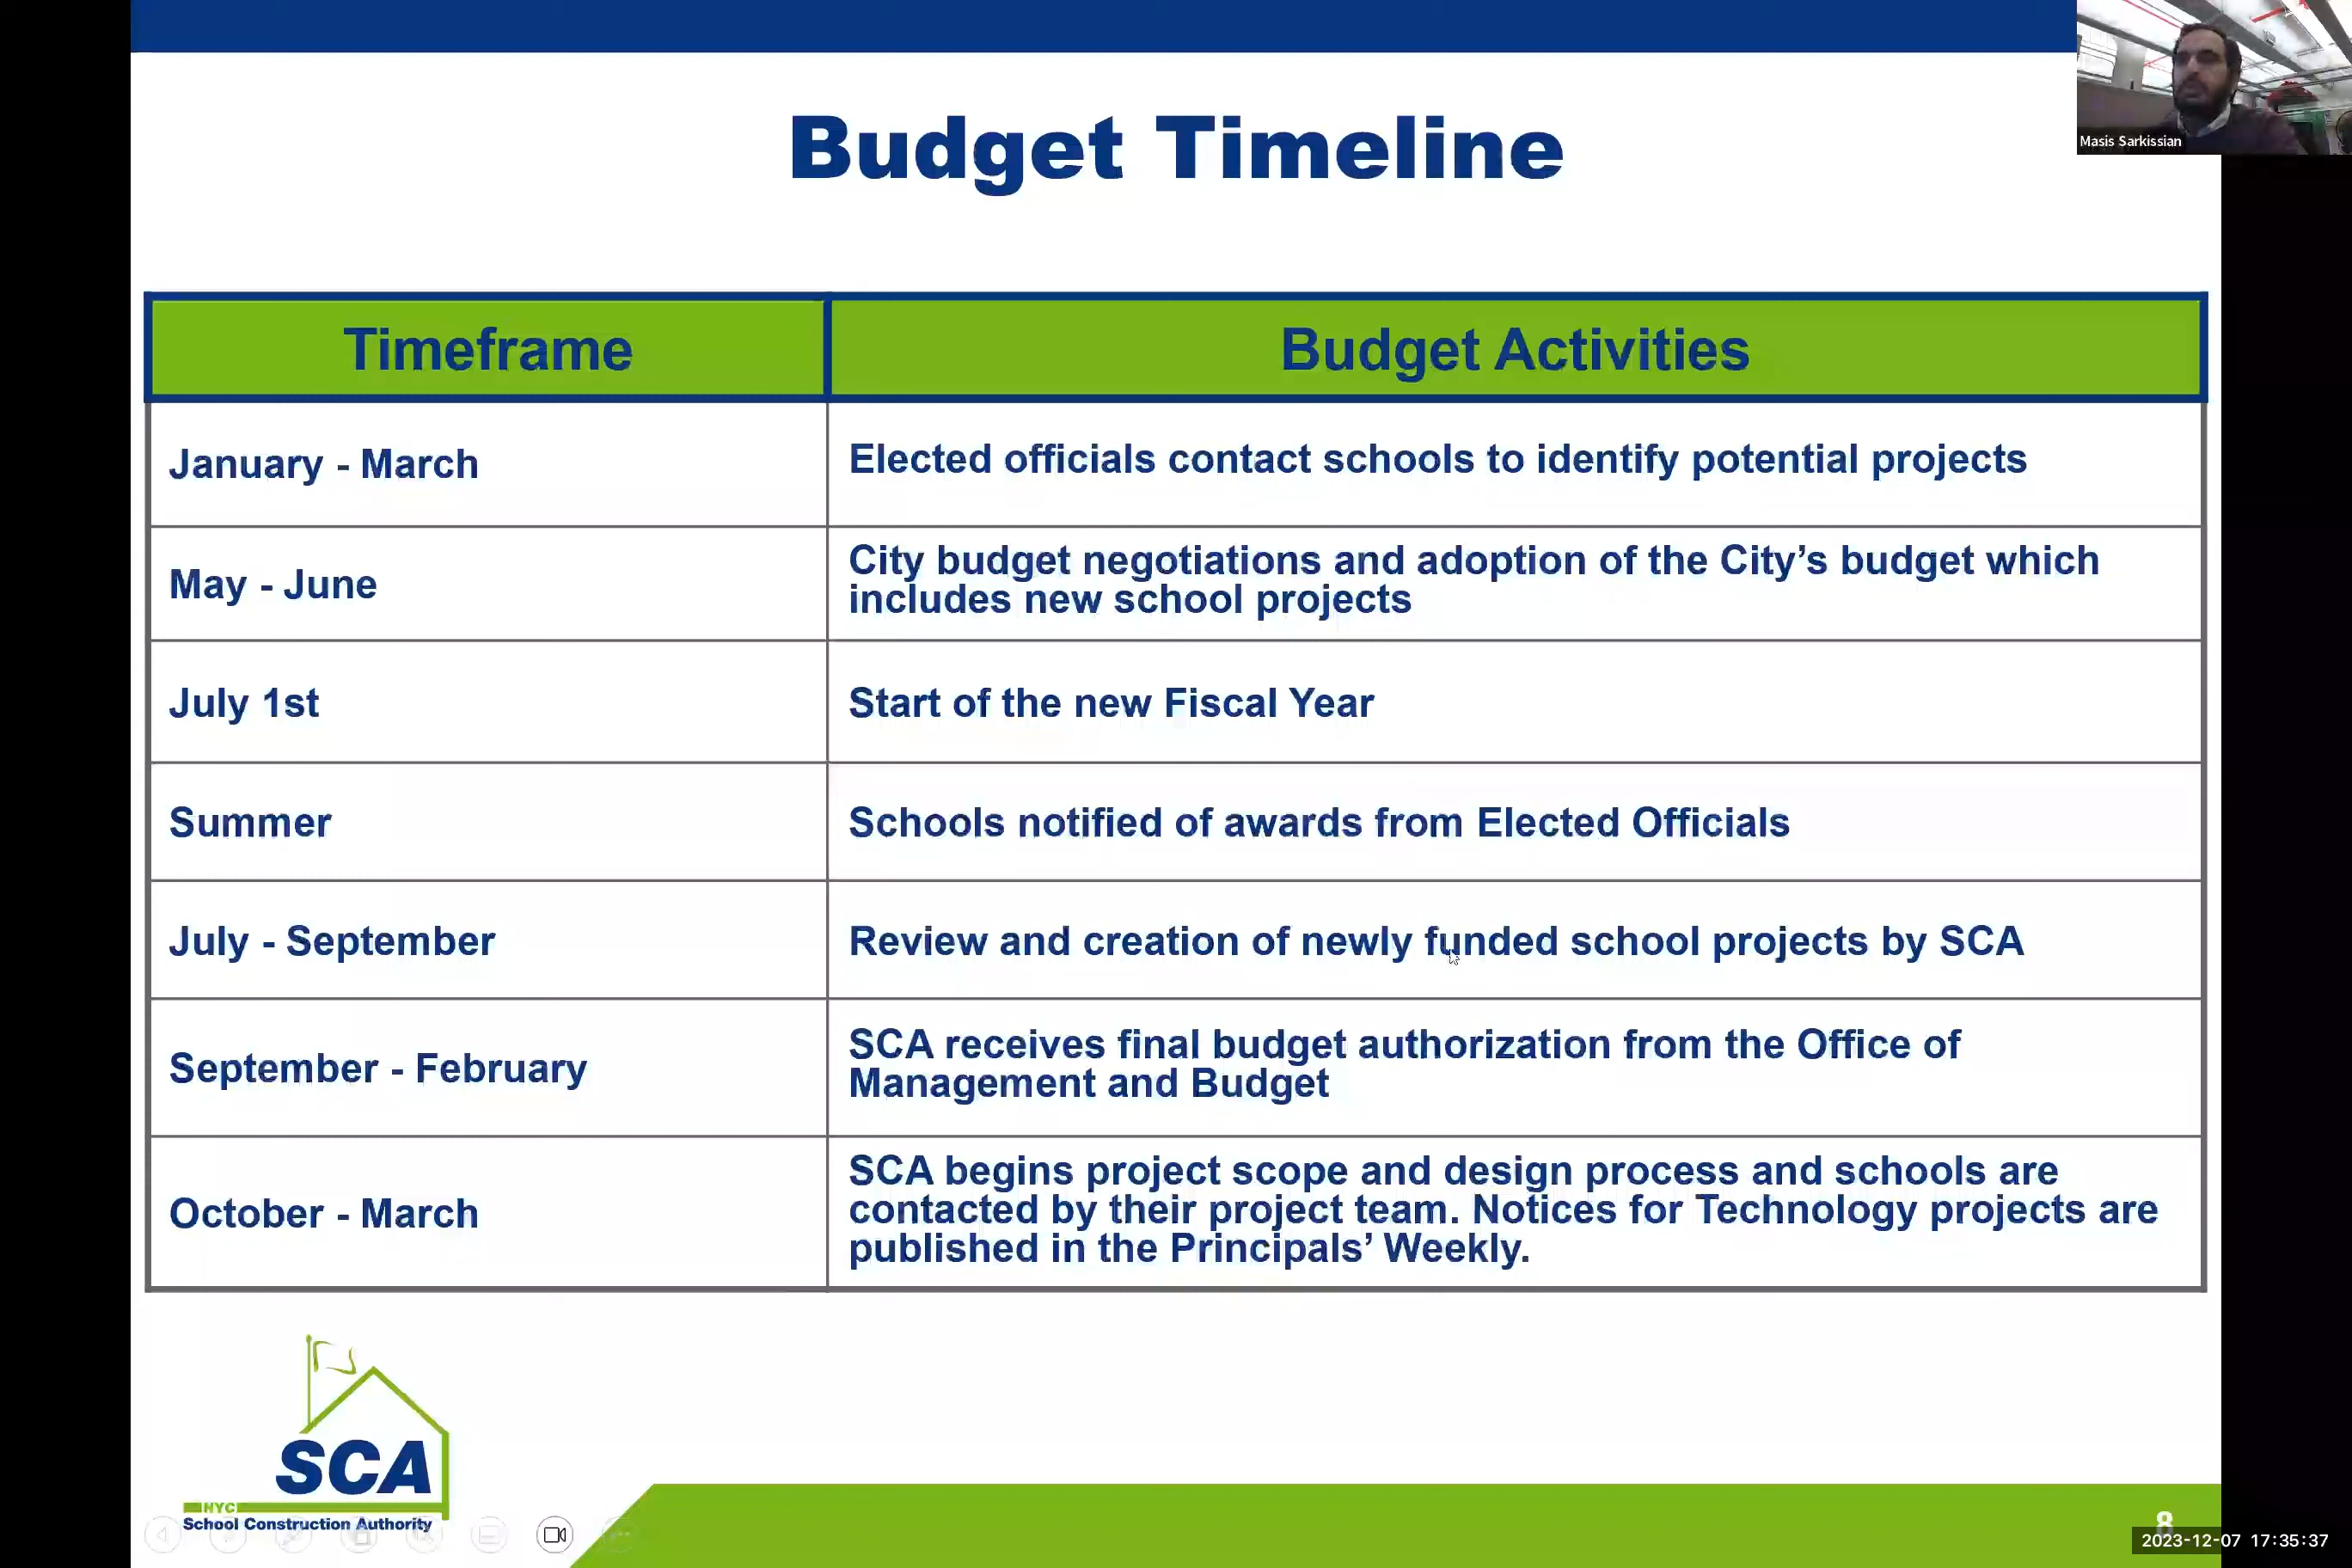 Masis Sarkissian
Budget Timeline
Timeframe
Budget Activities
January - March
Elected officials contact schools to identify potential projects
May - June
City budget negotiations and adoption of the City’s budget which
includes new school projects
July 1st
Start of the new Fiscal Year
Summer
Schools notified of awards from Elected Officials
July - September
Review and creation of newly funded school projects by SCA
September - February
SCA receives final budget authorization from the Office of
Management and Budget
October - March
SCA begins project scope and design process and schools are
contacted by their project team. Notices for Technology projects are
published in the Principals’ Weekly.
SCA
NYC
School Construction Authority
8
2023-12-07 17:35:37